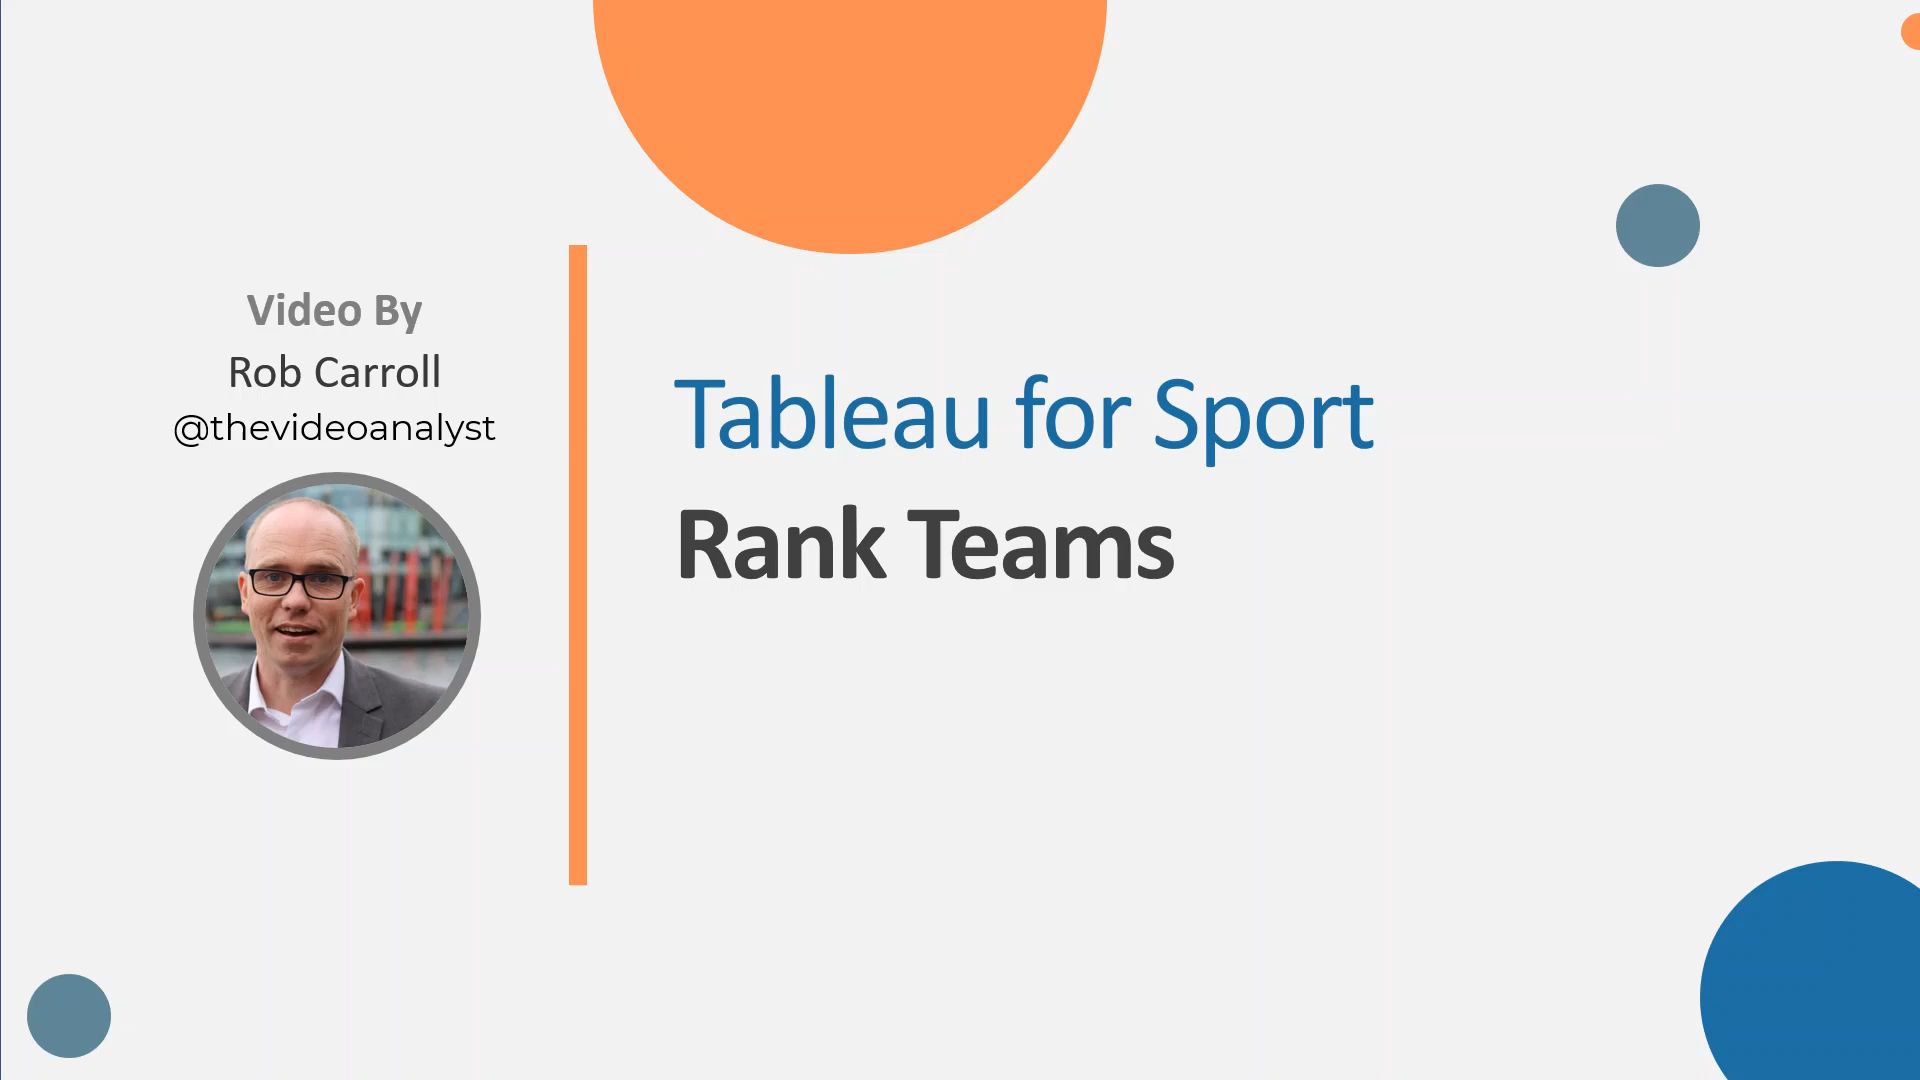 Video By
Rob Carroll
@thevideoanalyst
Tableau for Sport
Rank Teams